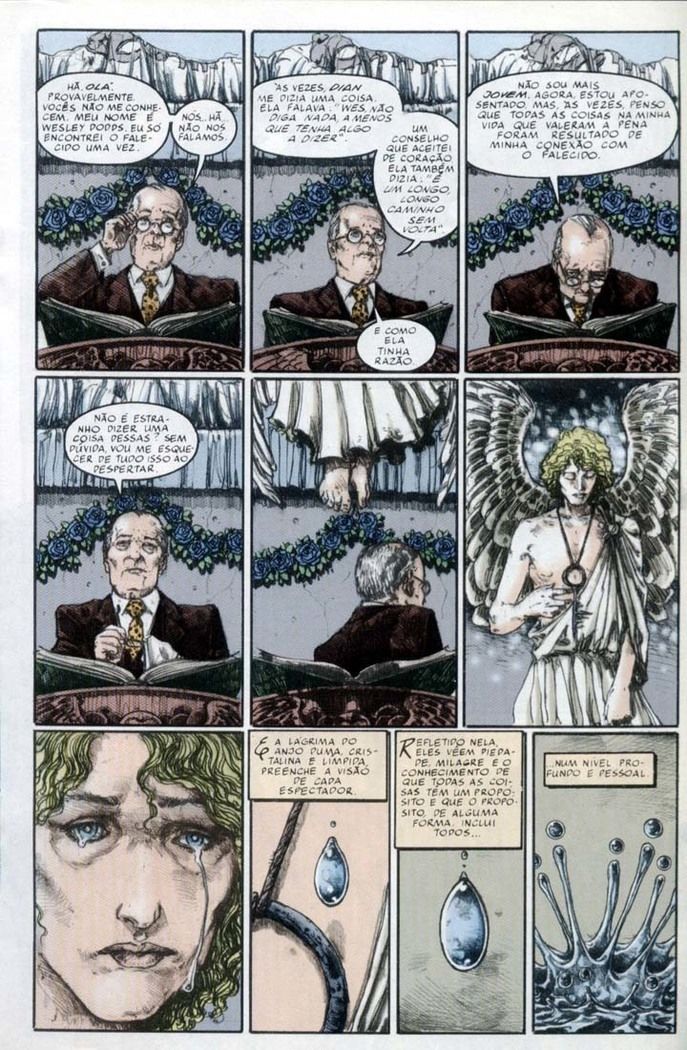 HÃ, OLÁ.
PROVAVELMENTE,
VOCÊS NÃO ME CONHE-
CEM. MEU NOME É
WESLEY DODDS. EU SÓ
ENCONTREI O FALE-
CIDO UMA VEZ.
NÓS.. HÃ..
NÃO NOS
FALAMOS.
"ÀS VEZES, DIAN
ME DIZIA UMA COISA.
ELA FALAVA: "WES, NÃO
DIGA NADA, A MENOS
QUE TENHA ALGO
A DIZER".
UM
CONSELHO
QUE ACEITEI
DE CORAÇÃO.
ELA TAMBÉM
DIZIA: "É
UM LONGO,
LONGO
CAMINHO
SEM
VOLTA".
E COMO
ELA
TINHA
RAZÃO..
NÃO SOU MAIS
JOVEM. AGORA, ESTOU APO-
SENTADO. MAS, ÀS VEZES, PENSO
QUE TODAS AS COISAS NA MINHA
VIDA QUE VALERAM A PENA
FORAM RESULTADO DE
MINHA CONEXÃO COM
O FALECIDO.
NÃO É ESTRA-
NHO DIZER UMA
COISA DESSAS? SEM
DÚVIDA, VOU ME ESQUE-
CER DE TUDO ISSO AO
DESPERTAR.
E A LÁGRIMA DO
ANJO DUMA, CRIS-
TALINA E LÍMPIDA,
PREENCHE A VISÃO
DE CADA
ESPECTADOR.
REFLETIDO NELA,
ELES VÊEM PIEDA-
DE, MILAGRE E O
CONHECIMENTO DE
QUE TODAS AS COI-
SAS TÊM UM PROPÓ-
SITO E QUE O PROPÓ-
SITO, DE ALGUMA
FORMA, INCLUI
TODOS...
...NUM NÍVEL PRO-
FUNDO E PESSOAL.